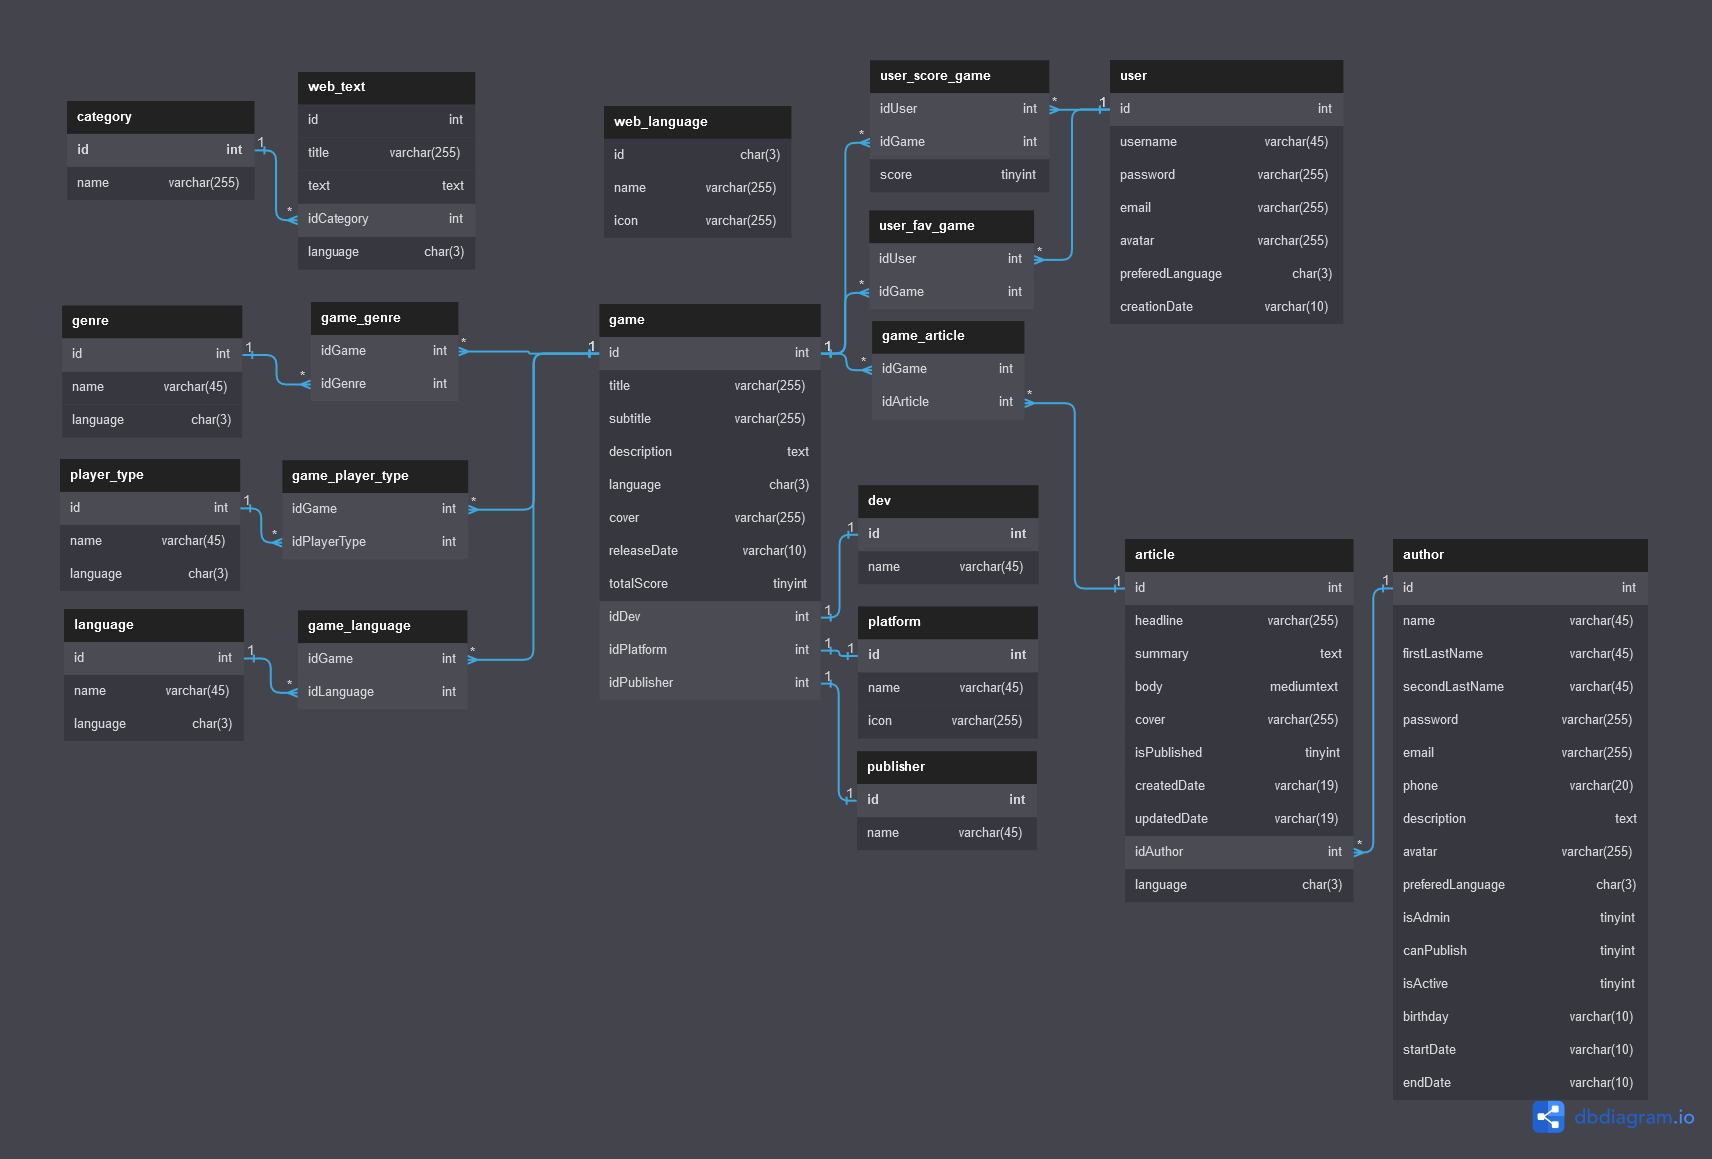 category
id int
name varchar(255)
1
*
web_text
id int
title varchar(255)
text text
idCategory int
language char(3)
web_language
id char(3)
name varchar(255)
icon varchar(255)
user_score_game
idUser int
idGame int
score tinyint
*
*
1
user
id int
username varchar(45)
password varchar(255)
email varchar(255)
avatar varchar(255)
preferedLanguage char(3)
creationDate varchar(10)
user_fav_game
idUser int
idGame int
*
*
genre
id int
name varchar(45)
language char(3)
1
*
game_genre
idGame int
idGenre int
*
1
game
id int
title varchar(255)
subtitle varchar(255)
description text
language char(3)
cover varchar(255)
releaseDate varchar(10)
totalScore tinyint
idDev int
idPlatform int
idPublisher int
1
1
1
1
*
game_article
idGame int
idArticle int
*
player_type
id int
name varchar(45)
language char(3)
1
*
game_player_type
idGame int
idPlayerType int
*
language
id int
name varchar(45)
language char(3)
1
*
game_language
idGame int
idLanguage int
*
1
dev
id int
name varchar(45)
1
platform
id int
name varchar(45)
icon varchar(255)
1
publisher
id int
name varchar(45)
1
article
id int
headline varchar(255)
summary text
body mediumtext
cover varchar(255)
isPublished tinyint
createdDate varchar(19)
updatedDate varchar(19)
idAuthor int
language char(3)
*
1
author
id int
name varchar(45)
firstLastName varchar(45)
secondLastName varchar(45)
password varchar(255)
email varchar(255)
phone varchar(20)
description text
avatar varchar(255)
preferedLanguage char(3)
isAdmin tinyint
canPublish tinyint
isActive tinyint
birthday varchar(10)
startDate varchar(10)
endDate varchar(10)
dbdiagram.io